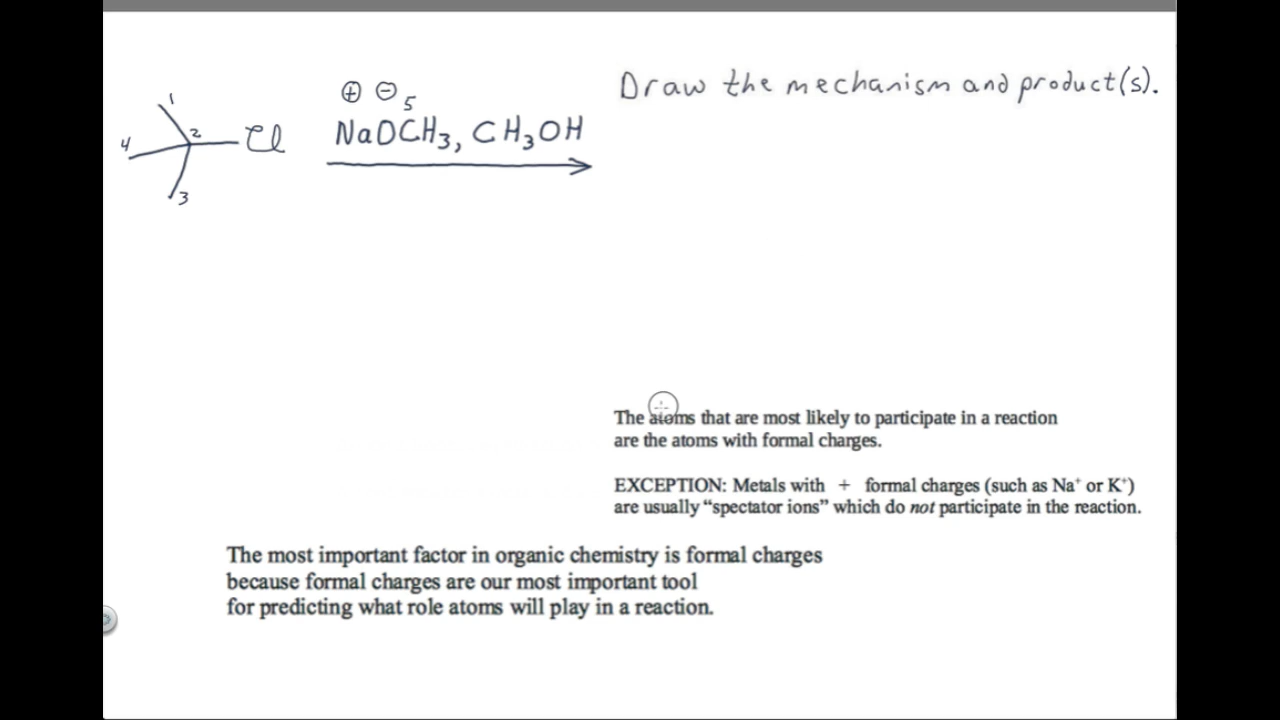 Draw the mechanism and product(s).
⊕ ⊖ 5
1
4 2 Cl NaOCH3, CH3OH
3
The atoms that are most likely to participate in a reaction
are the atoms with formal charges.
EXCEPTION: Metals with + formal charges (such as Na+ or K+)
are usually “spectator ions” which do not participate in the reaction.
The most important factor in organic chemistry is formal charges
because formal charges are our most important tool
for predicting what role atoms will play in a reaction.